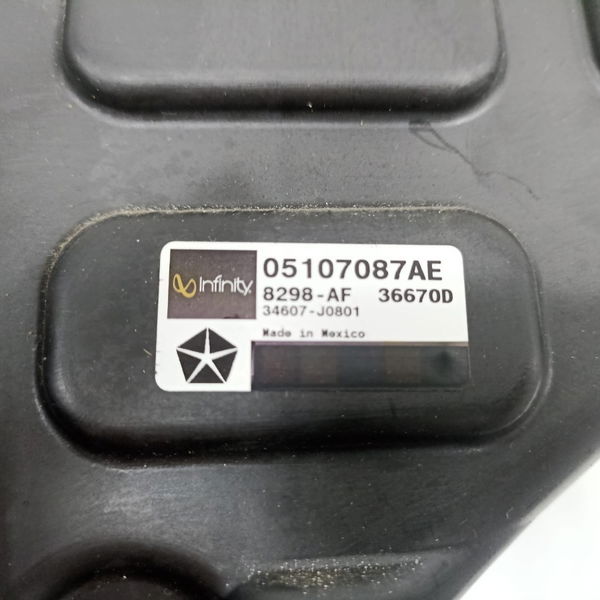 Infinity
05107087AE
8298-AF 36670D
34607-J0801
Made in Mexico